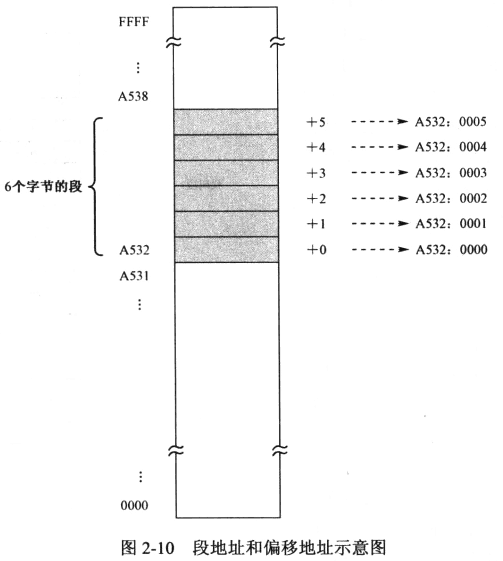 FFFF
⋮
A538
+5 A532：0005
+4 A532：0004
+3 A532：0003
6个字节的段
+2 A532：0002
+1 A532：0001
A532 +0 A532：0000
A531
⋮
⋮
0000
图 2-10 段地址和偏移地址示意图